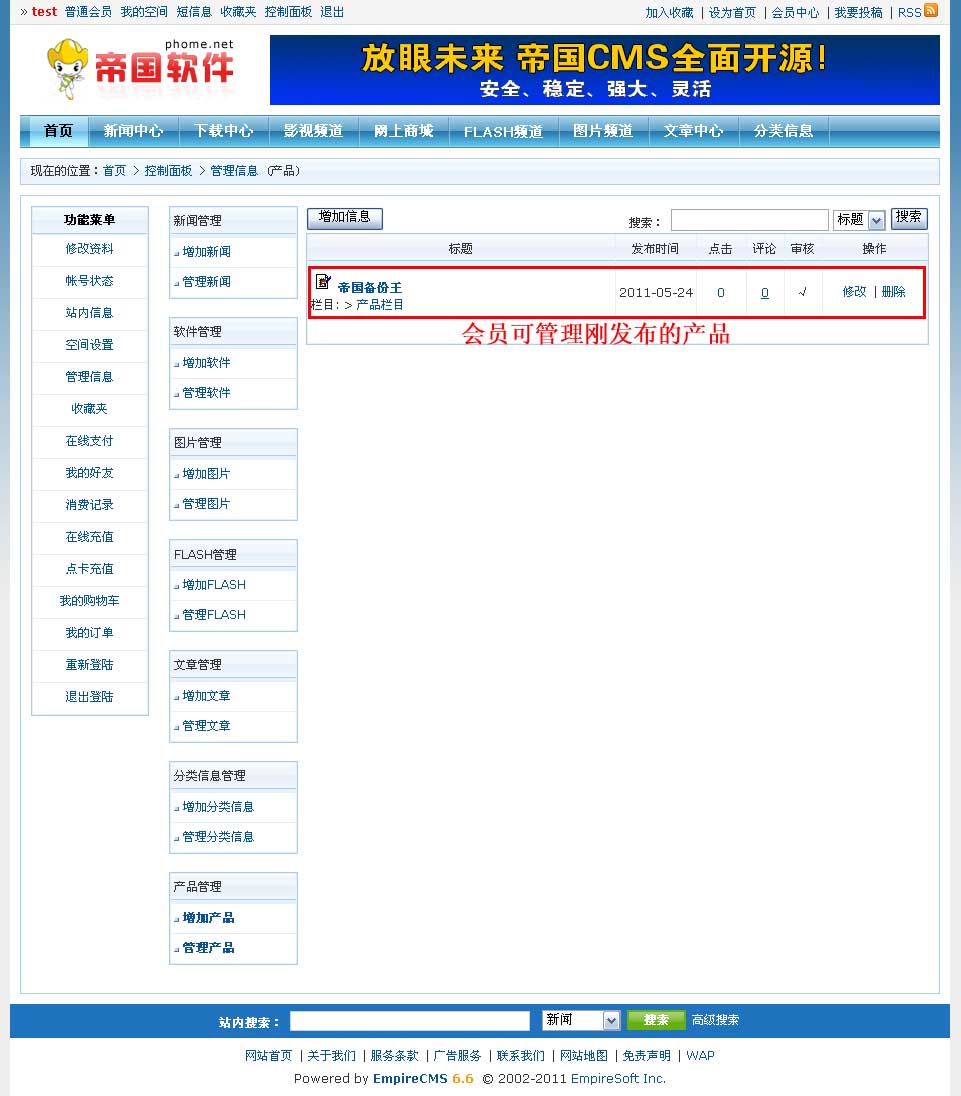 » test 普通会员 我的空间 短信息 收藏夹 控制面板 退出
加入收藏 | 设为首页 | 会员中心 | 我要投稿 | RSS
phome.net
帝国软件
放眼未来 帝国CMS全面开源!
安全、稳定、强大、灵活
首页 新闻中心 下载中心 影视频道 网上商城 FLASH频道 图片频道 文章中心 分类信息
现在的位置：首页 > 控制面板 > 管理信息 (产品)
功能菜单
修改资料
帐号状态
站内信息
空间设置
管理信息
收藏夹
在线支付
我的好友
消费记录
在线充值
点卡充值
我的购物车
我的订单
重新登陆
退出登陆
新闻管理
增加新闻
管理新闻
软件管理
增加软件
管理软件
图片管理
增加图片
管理图片
FLASH管理
增加FLASH
管理FLASH
文章管理
增加文章
管理文章
分类信息管理
增加分类信息
管理分类信息
产品管理
增加产品
管理产品
增加信息
搜索： 标题 搜索
标题 发布时间 点击 评论 审核 操作
帝国备份王
栏目: > 产品栏目
2011-05-24 0 0 √ 修改 | 删除
会员可管理刚发布的产品
站内搜索： 新闻 搜索 高级搜索
网站首页 | 关于我们 | 服务条款 | 广告服务 | 联系我们 | 网站地图 | 免责声明 | WAP
Powered by EmpireCMS 6.6 © 2002-2011 EmpireSoft Inc.